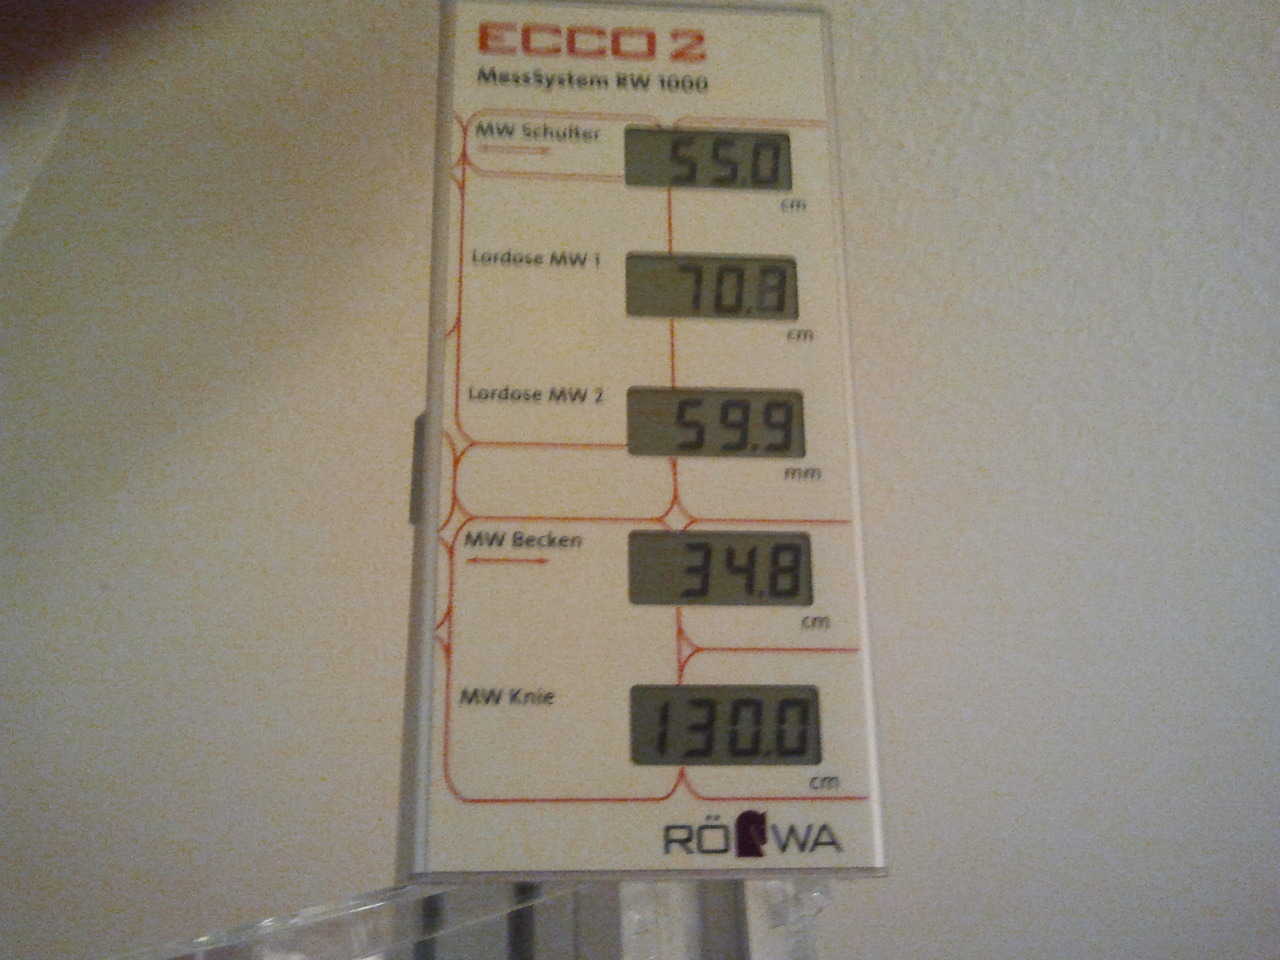 ECCO 2
MessSystem RW 1000
MW Schulter
55.0
cm
Lordose MW 1
70.
cm
Lordose MW 2
59.9
mm
MW Becken
34.8
cm
MW Knie
130.0
cm
RÖWA